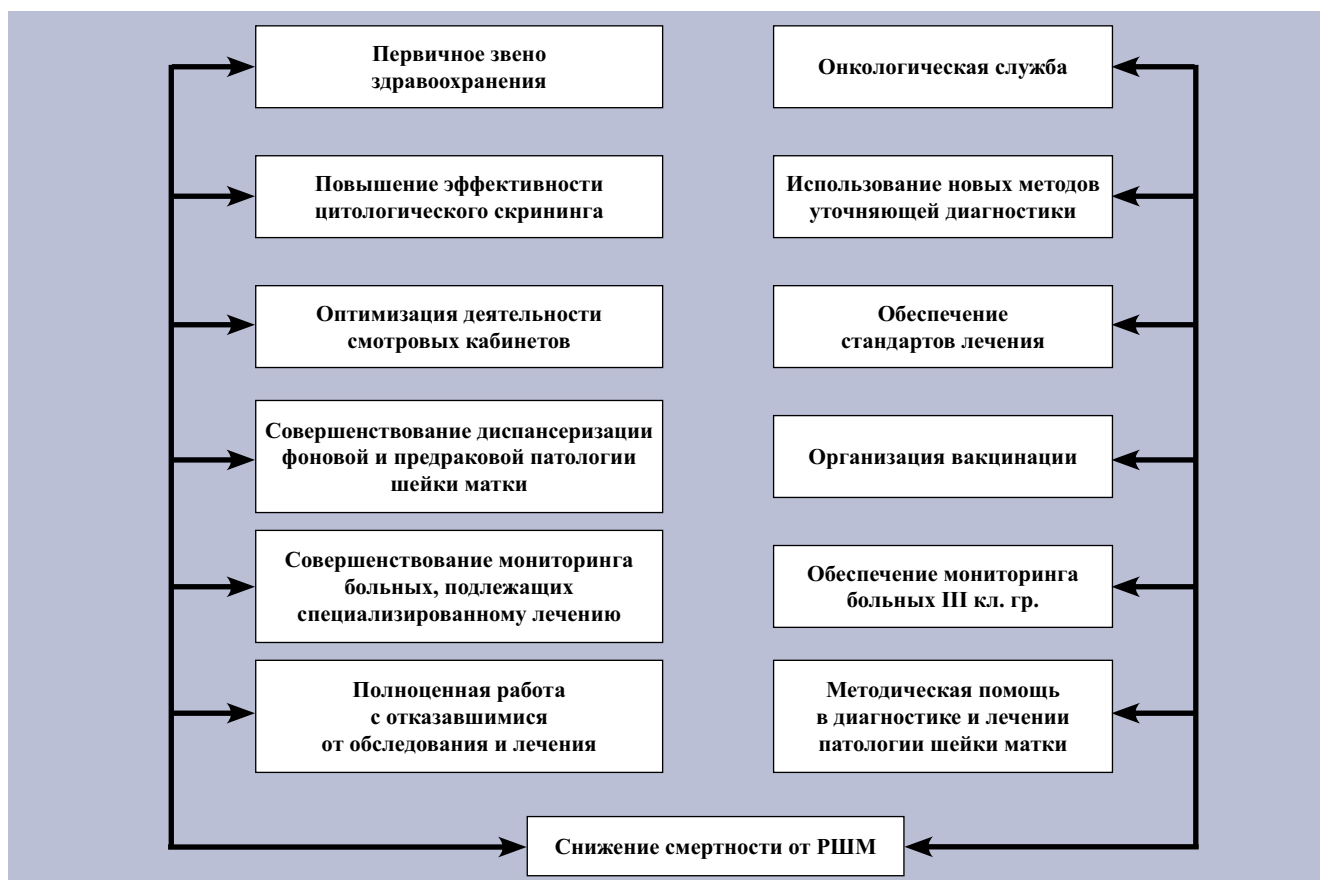 Первичное звено
здравоохранения
Повышение эффективности
цитологического скрининга
Оптимизация деятельности
смотровых кабинетов
Совершенствование диспансеризации
фоновой и предраковой патологии
шейки матки
Совершенствование мониторинга
больных, подлежащих
специализированному лечению
Полноценная работа
с отказавшимися
от обследования и лечения
Онкологическая служба
Использование новых методов
уточняющей диагностики
Обеспечение
стандартов лечения
Организация вакцинации
Обеспечение мониторинга
больных III кл. гр.
Методическая помощь
в диагностике и лечении
патологии шейки матки
Снижение смертности от РШМ